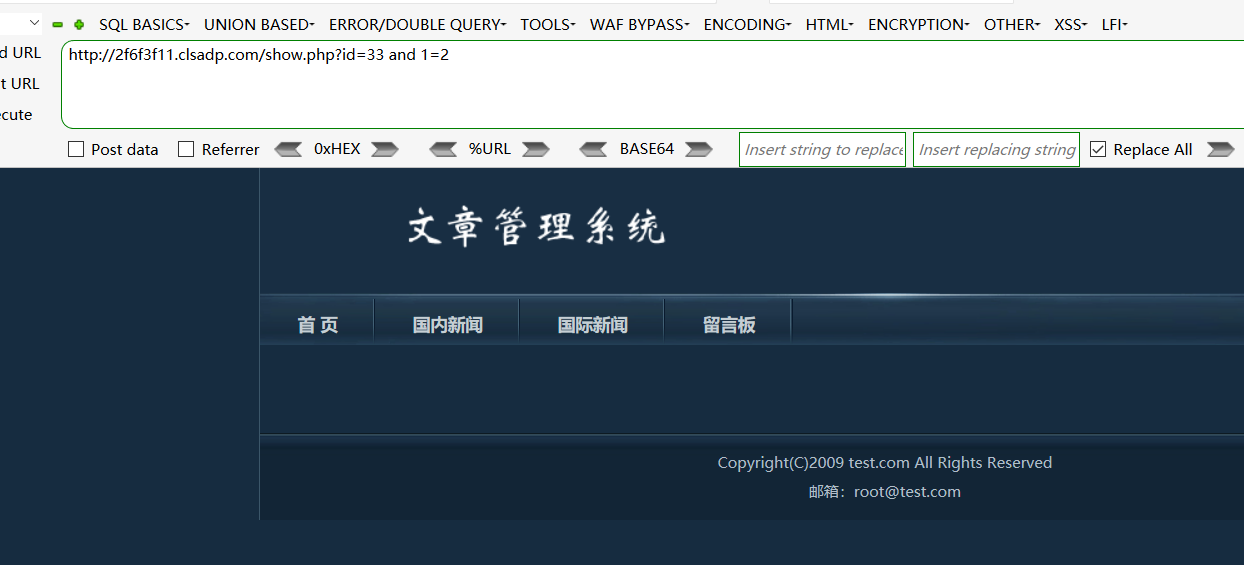 SQL BASICS UNION BASED ERROR/DOUBLE QUERY TOOLS WAF BYPASS ENCODING HTML ENCRYPTION OTHER XSS LFI
d URL
http://2f6f3f11.clsadp.com/show.php?id=33 and 1=2
t URL
cute
Post data Referrer 0xHEX %URL BASE64 Insert string to replace Insert replacing string Replace All
文章管理系统
首 页 国内新闻 国际新闻 留言板
Copyright(C)2009 test.com All Rights Reserved
邮箱：root@test.com